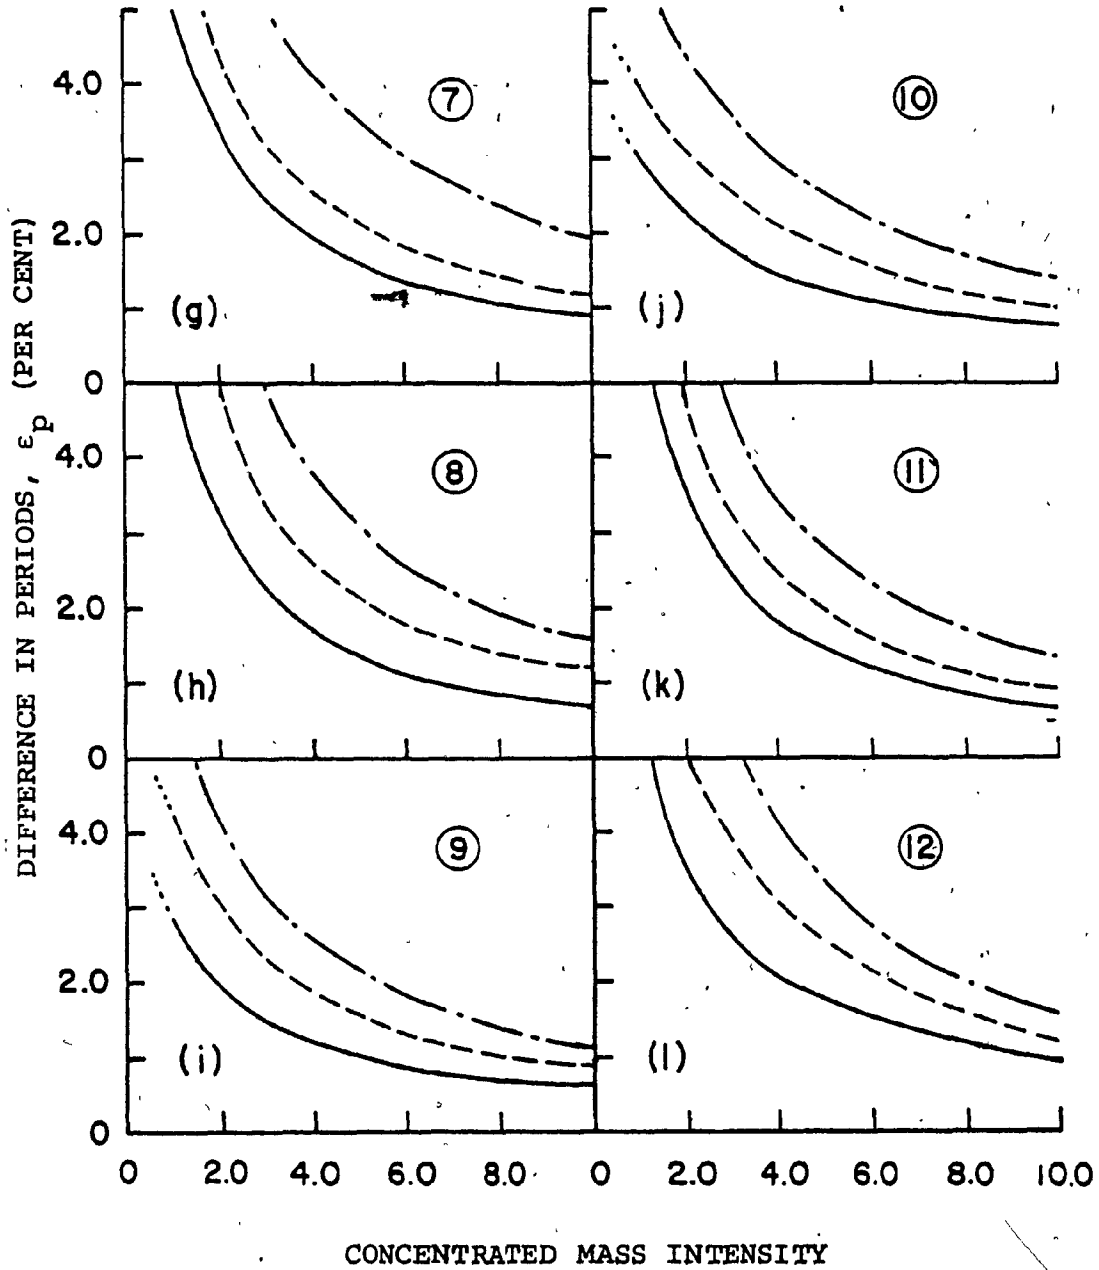 DIFFERENCE IN PERIODS, εp (PER CENT)
4.0
2.0
0
7
(g)
10
(j)
4.0
2.0
0
8
(h)
11
(k)
4.0
2.0
0
9
(i)
12
(l)
0 2.0 4.0 6.0 8.0 0 2.0 4.0 6.0 8.0 10.0
CONCENTRATED MASS INTENSITY